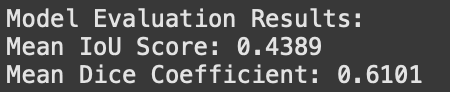 Model Evaluation Results:
Mean IoU Score: 0.4389
Mean Dice Coefficient: 0.6101